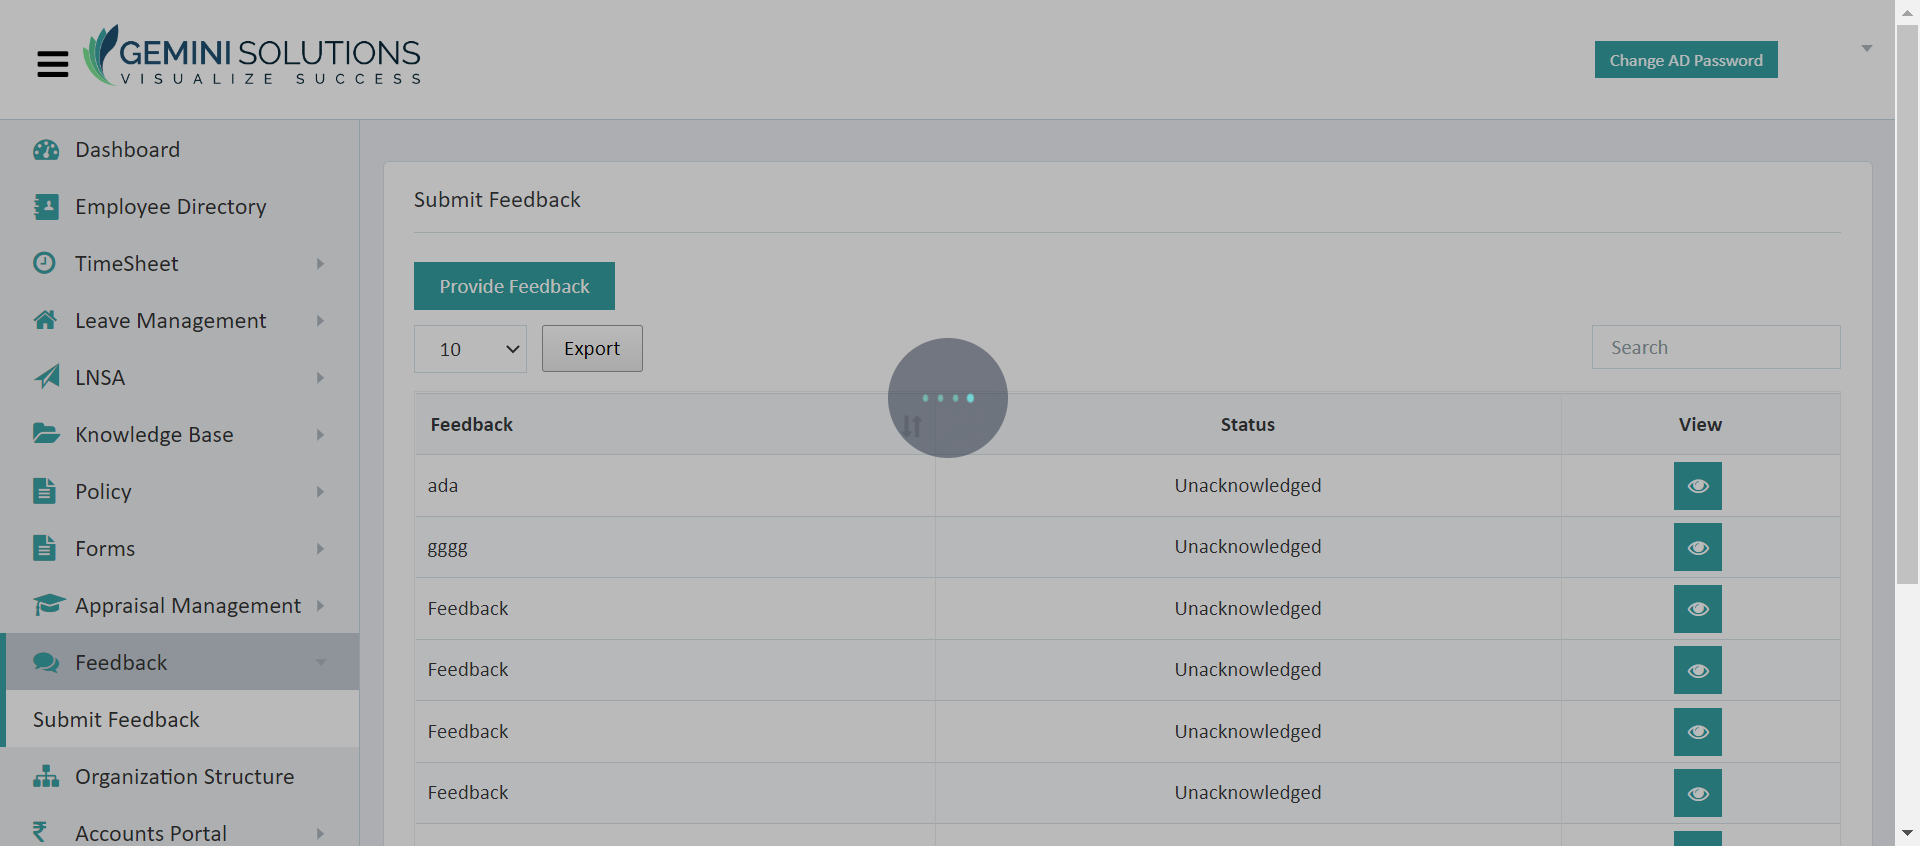 GEMINI SOLUTIONS
VISUALIZE SUCCESS
Change AD Password
Dashboard
Employee Directory
TimeSheet
Leave Management
LNSA
Knowledge Base
Policy
Forms
Appraisal Management
Feedback
Submit Feedback
Organization Structure
Accounts Portal
Submit Feedback
Provide Feedback
10
Export
Search
Feedback Status View
ada Unacknowledged
gggg Unacknowledged
Feedback Unacknowledged
Feedback Unacknowledged
Feedback Unacknowledged
Feedback Unacknowledged